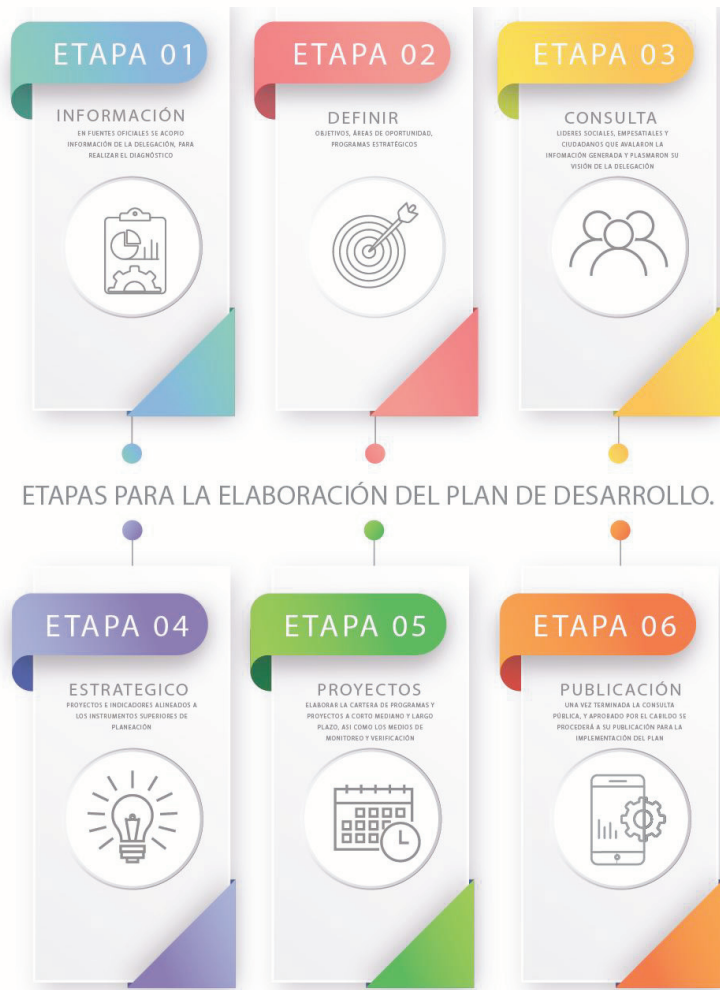 ETAPA 01
INFORMACIÓN
EN FUENTES OFICIALES SE ACOPIO
INFORMACIÓN DE LA DELEGACIÓN, PARA
REALIZAR EL DIAGNÓSTICO
ETAPA 02
DEFINIR
OBJETIVOS, ÁREAS DE OPORTUNIDAD,
PROGRAMAS ESTRATÉGICOS
ETAPA 03
CONSULTA
LIDERES SOCIALES, EMPESATIALES Y
CIUDADANOS QUE AVALARON LA
INFOMACIÓN GENERADA Y PLASMARON SU
VISIÓN DE LA DELEGACIÓN
ETAPAS PARA LA ELABORACIÓN DEL PLAN DE DESARROLLO.
ETAPA 04
ESTRATEGICO
PROYECTOS E INDICADORES ALINEADOS A
LOS INSTRUMENTOS SUPERIORES DE
PLANEACIÓN
ETAPA 05
PROYECTOS
ELABORAR LA CARTERA DE PROGRAMAS Y
PROYECTOS A CORTO MEDIANO Y LARGO
PLAZO, ASI COMO LOS MEDIOS DE
MONITOREO Y VERIFICACIÓN
ETAPA 06
PUBLICACIÓN
UNA VEZ TERMINADA LA CONSULTA
PÚBLICA, Y APROBADO POR EL CABILDO SE
PROCEDERÁ A SU PUBLICACIÓN PARA LA
IMPLEMENTACIÓN DEL PLAN